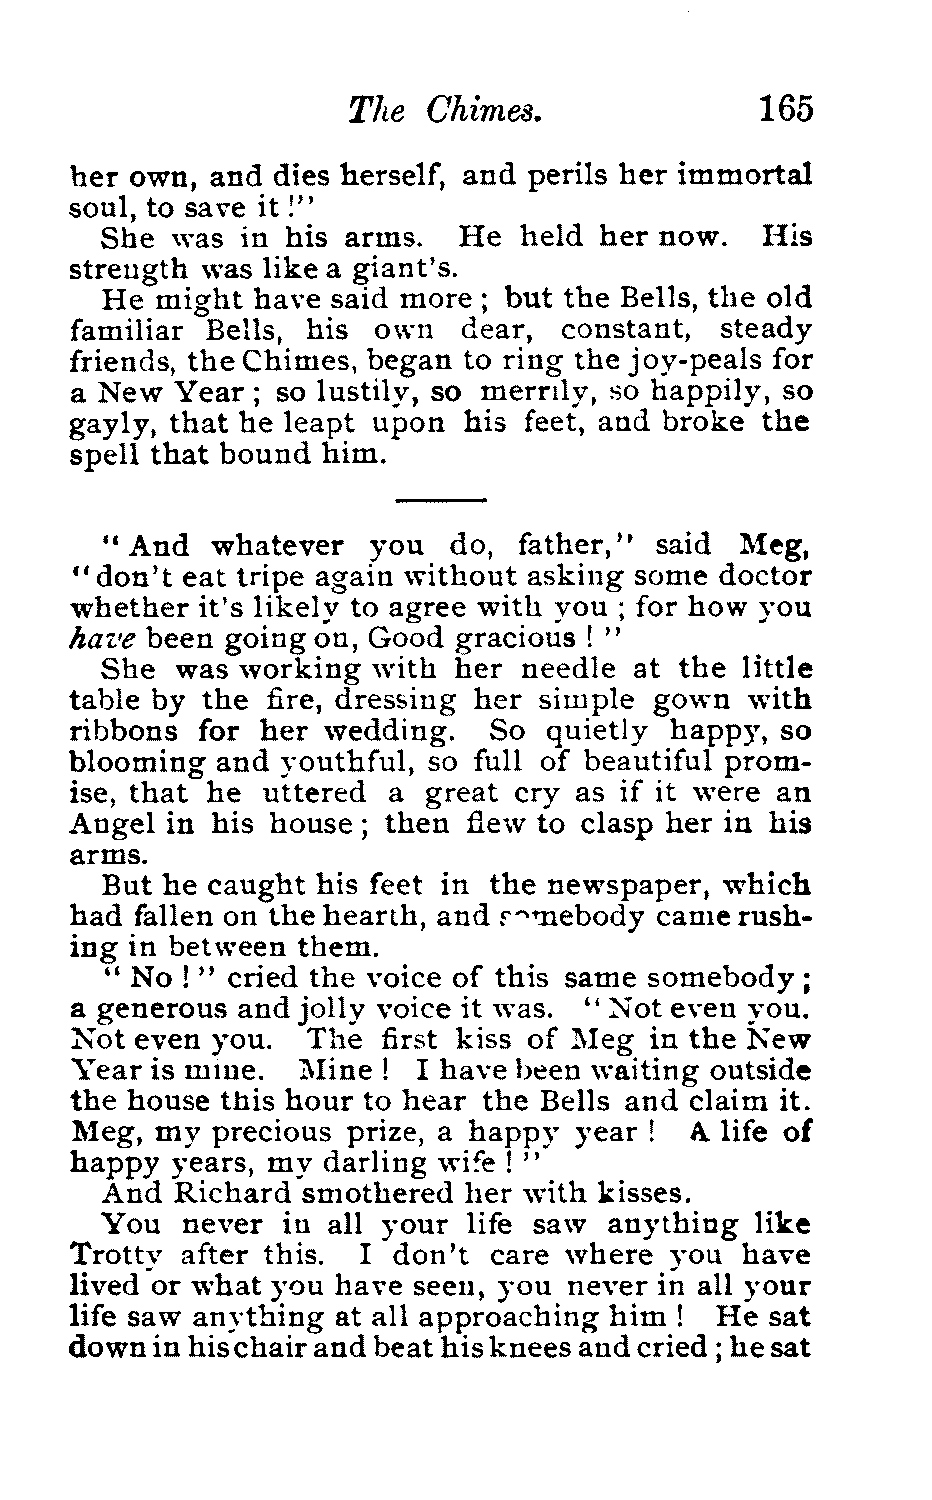 The Chimes. 165
her own, and dies herself, and perils her immortal
soul, to save it!"
She was in his arms. He held her now. His
strength was like a giant's.
He might have said more; but the Bells, the old
familiar Bells, his own dear, constant, steady
friends, the Chimes, began to ring the joy-peals for
a New Year; so lustily, so merrily, so happily, so
gayly, that he leapt upon his feet, and broke the
spell that bound him.
"And whatever you do, father," said Meg,
"don't eat tripe again without asking some doctor
whether it's likely to agree with you; for how you
have been going on, Good gracious!"
She was working with her needle at the little
table by the fire, dressing her simple gown with
ribbons for her wedding. So quietly happy, so
blooming and youthful, so full of beautiful prom-
ise, that he uttered a great cry as if it were an
Angel in his house; then flew to clasp her in his
arms.
But he caught his feet in the newspaper, which
had fallen on the hearth, and somebody came rush-
ing in between them.
"No!" cried the voice of this same somebody;
a generous and jolly voice it was. "Not even you.
Not even you. The first kiss of Meg in the New
Year is mine. Mine! I have been waiting outside
the house this hour to hear the Bells and claim it.
Meg, my precious prize, a happy year! A life of
happy years, my darling wife!"
And Richard smothered her with kisses.
You never in all your life saw anything like
Trotty after this. I don't care where you have
lived or what you have seen, you never in all your
life saw anything at all approaching him! He sat
down in his chair and beat his knees and cried; he sat